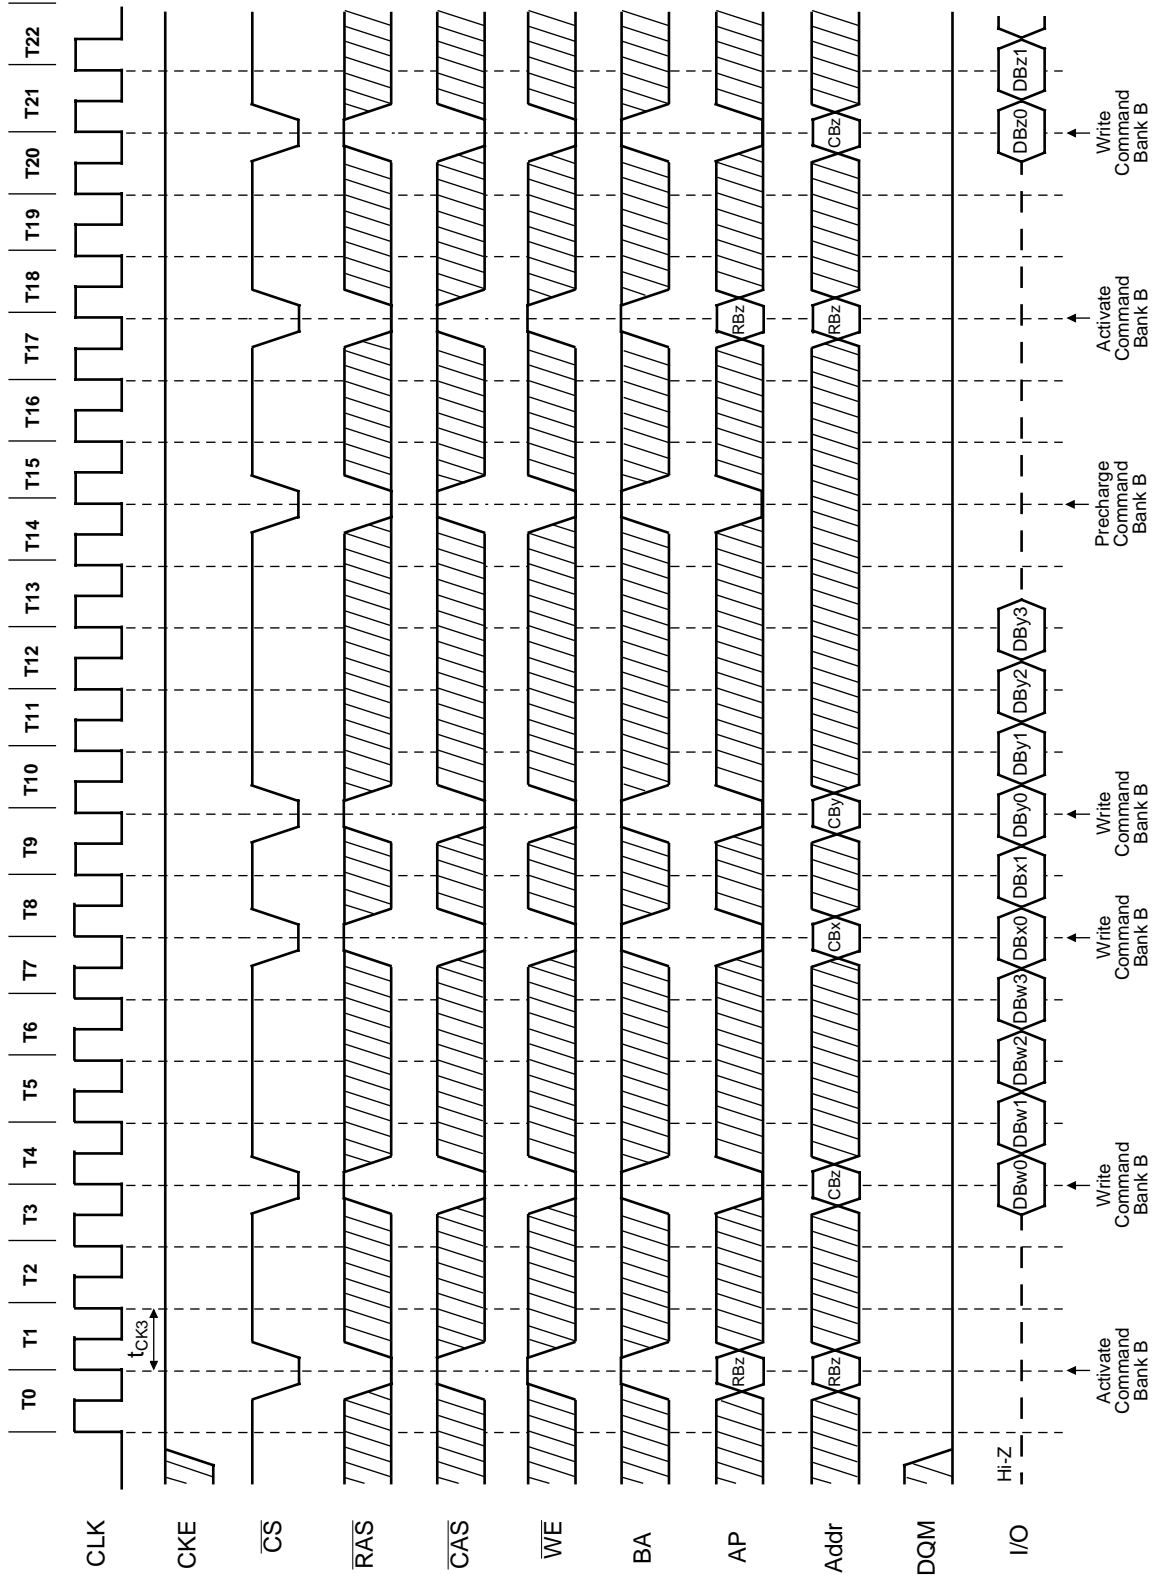 T0 T1 T2 T3 T4 T5 T6 T7 T8 T9 T10 T11 T12 T13 T14 T15 T16 T17 T18 T19 T20 T21 T22
CLK
tCK3
CKE
CS
RAS
CAS
WE
BA
AP
RBz RBz
Addr
RBz CBz CBx CBy RBz CBz
DQM
I/O
Hi-Z
DBw0 DBw1 DBw2 DBw3 DBx0 DBx1 DBy0 DBy1 DBy2 DBy3 DBz0 DBz1
Activate
Command
Bank B
Write
Command
Bank B
Write
Command
Bank B
Write
Command
Bank B
Precharge
Command
Bank B
Activate
Command
Bank B
Write
Command
Bank B